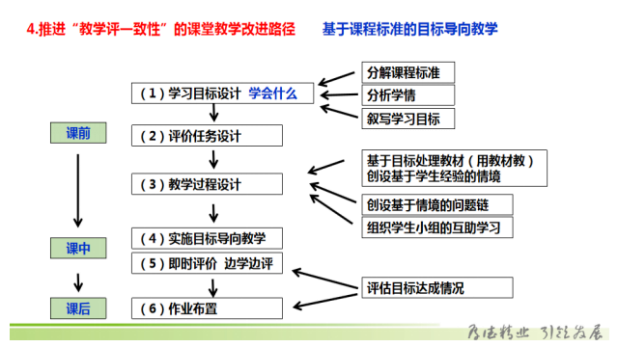 4.推进“教学评一致性”的课堂教学改进路径 基于课程标准的目标导向教学
分解课程标准
(1)学习目标设计 学会什么
分析学情
叙写学习目标
课前
(2)评价任务设计
基于目标处理教材(用教材教)
创设基于学生经验的情境
(3)教学过程设计
创设基于情境的问题链
组织学生小组的互助学习
课中
(4)实施目标导向教学
(5)即时评价 边学边评
评估目标达成情况
课后
(6)作业布置
引领发展